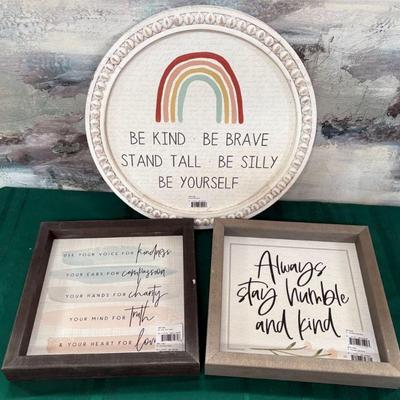 BE KIND · BE BRAVE
STAND TALL · BE SILLY
BE YOURSELF
USE YOUR VOICE FOR kindness
YOUR EARS FOR compassion
YOUR HANDS FOR charity
YOUR MIND FOR truth
& YOUR HEART FOR love
Always
stay humble
and kind